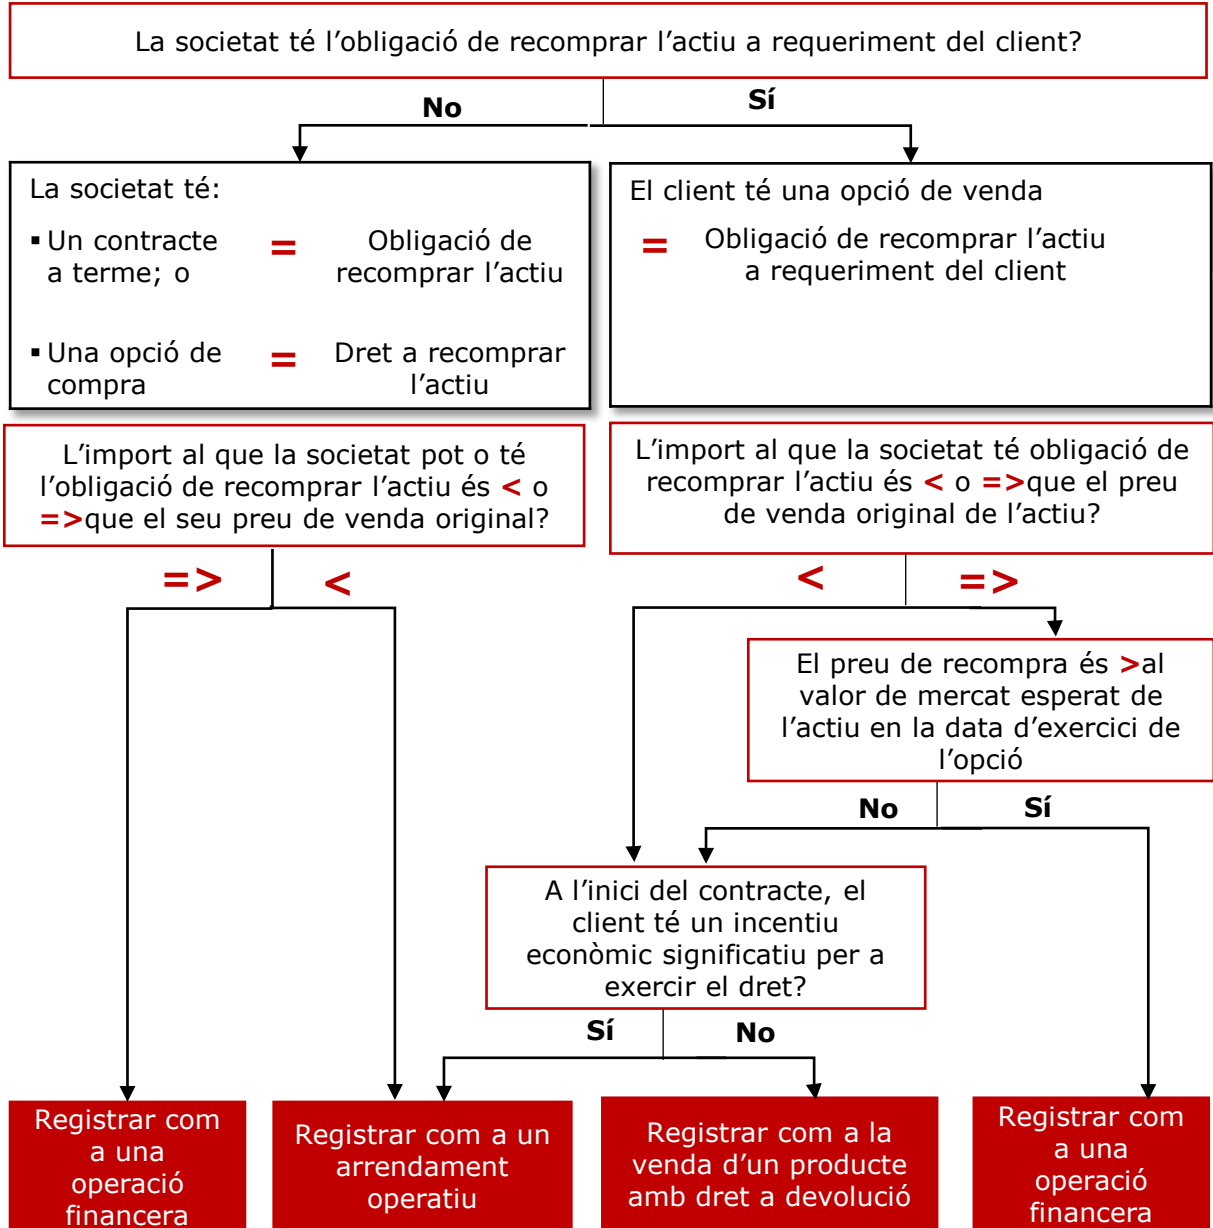 La societat té l’obligació de recomprar l’actiu a requeriment del client?
No
Sí
La societat té:
▪ Un contracte
a terme; o
=
Obligació de
recomprar l’actiu
▪ Una opció de
compra
=
Dret a recomprar
l’actiu
El client té una opció de venda
=
Obligació de recomprar l’actiu
a requeriment del client
L’import al que la societat pot o té
l’obligació de recomprar l’actiu és < o
=>que el seu preu de venda original?
L’import al que la societat té obligació de
recomprar l’actiu és < o =>que el preu
de venda original de l’actiu?
=>
<
<
=>
El preu de recompra és >al
valor de mercat esperat de
l’actiu en la data d’exercici de
l’opció
No
Sí
A l’inici del contracte, el
client té un incentiu
econòmic significatiu per a
exercir el dret?
Sí
No
Registrar com
a una
operació
financera
Registrar com a un
arrendament
operatiu
Registrar com a la
venda d’un producte
amb dret a devolució
Registrar com
a una
operació
financera